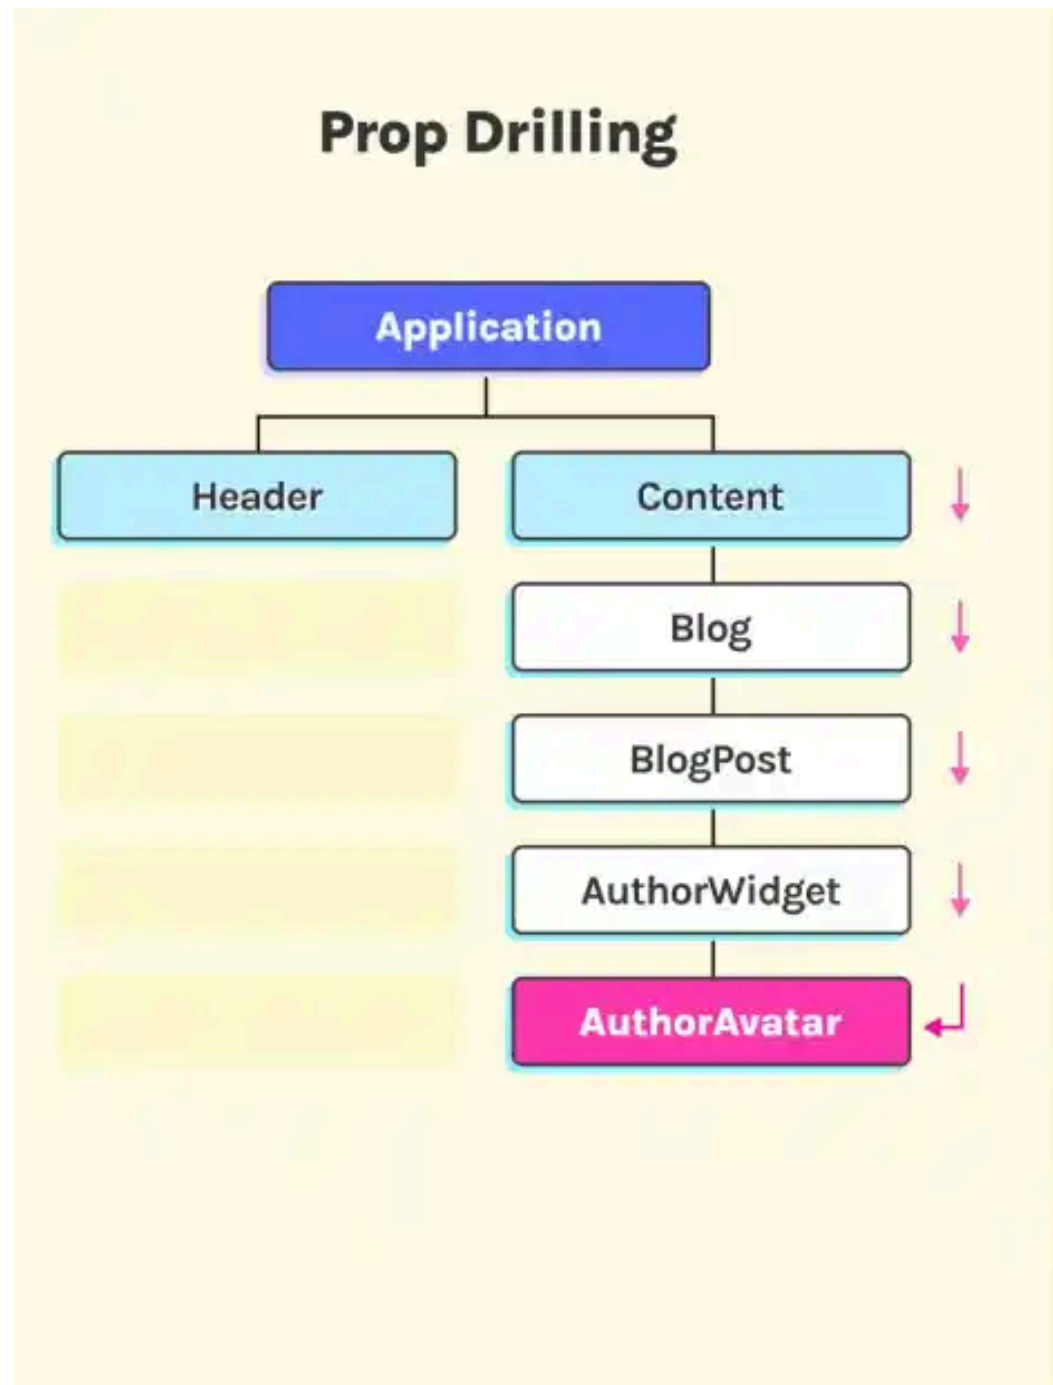 Prop Drilling
Application
Header
Content
Blog
BlogPost
AuthorWidget
AuthorAvatar